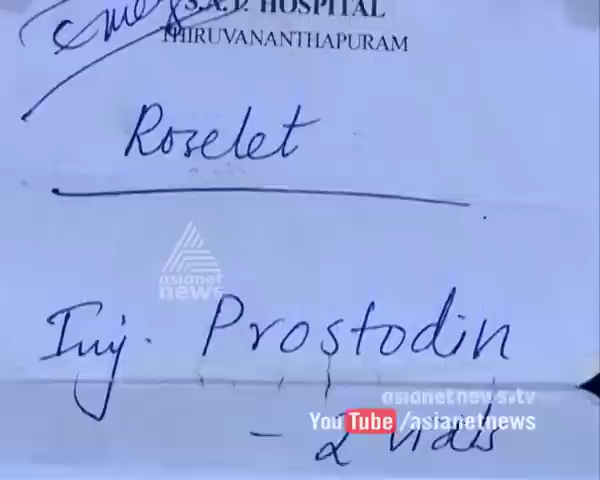 S.A.T. HOSPITAL
THIRUVANANTHAPURAM
Roselet
asianet
news
Inj. Prostodin
asianetnews.tv
YouTube/asianetnews
- 2 vials